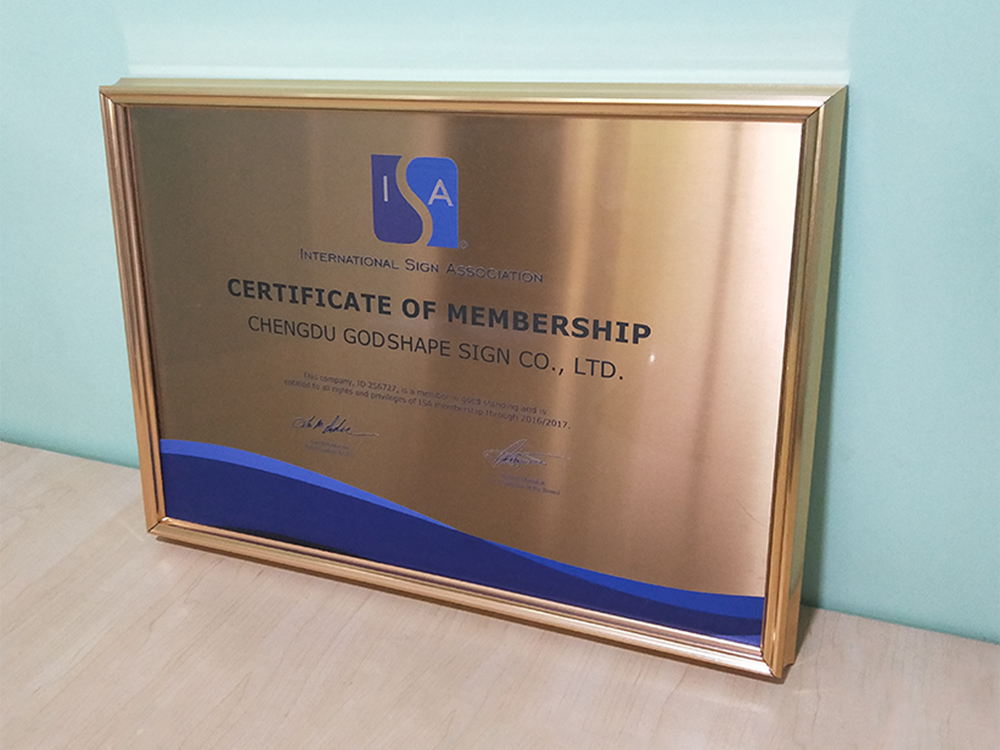 ISA
INTERNATIONAL SIGN ASSOCIATION
CERTIFICATE OF MEMBERSHIP
CHENGDU GODSHAPE SIGN CO., LTD.
This company, ID 256727, is a member in good standing and is
entitled to all rights and privileges of ISA membership through 2016/2017.